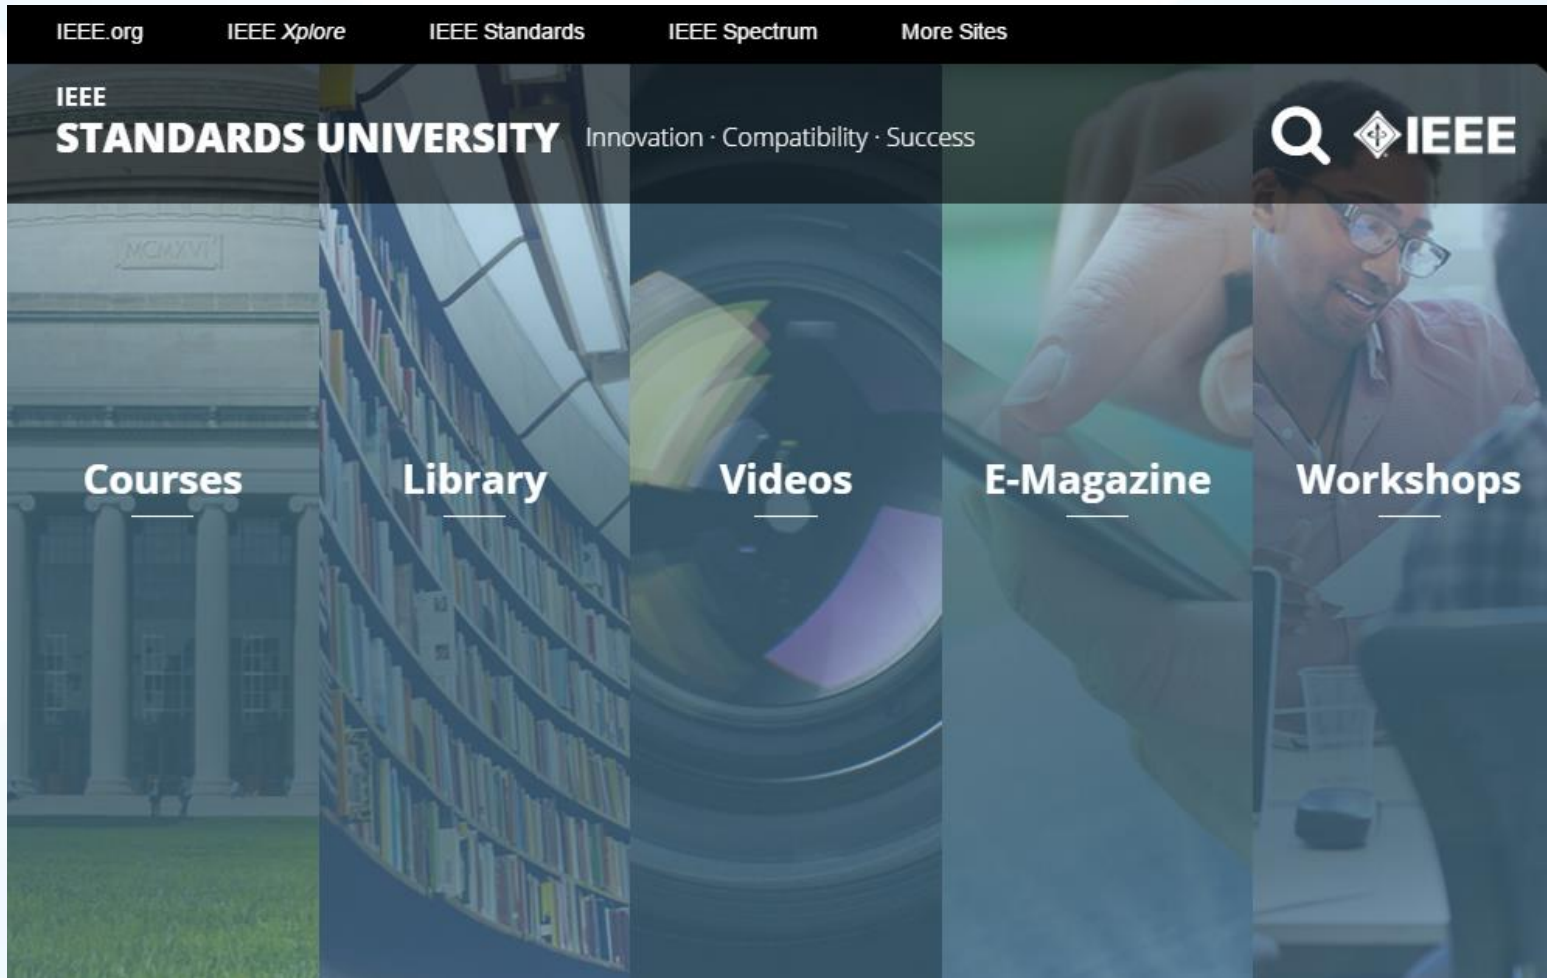 IEEE.org IEEE Xplore IEEE Standards IEEE Spectrum More Sites
IEEE
STANDARDS UNIVERSITY Innovation · Compatibility · Success
IEEE
MCMXVI
Courses Library Videos E-Magazine Workshops